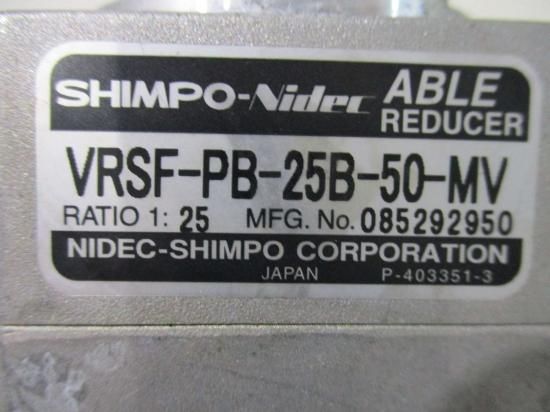 SHIMPO-Nidec ABLE REDUCER
VRSF-PB-25B-50-MV
RATIO 1: 25 MFG. No. 085292950
NIDEC-SHIMPO CORPORATION
JAPAN P-403351-3